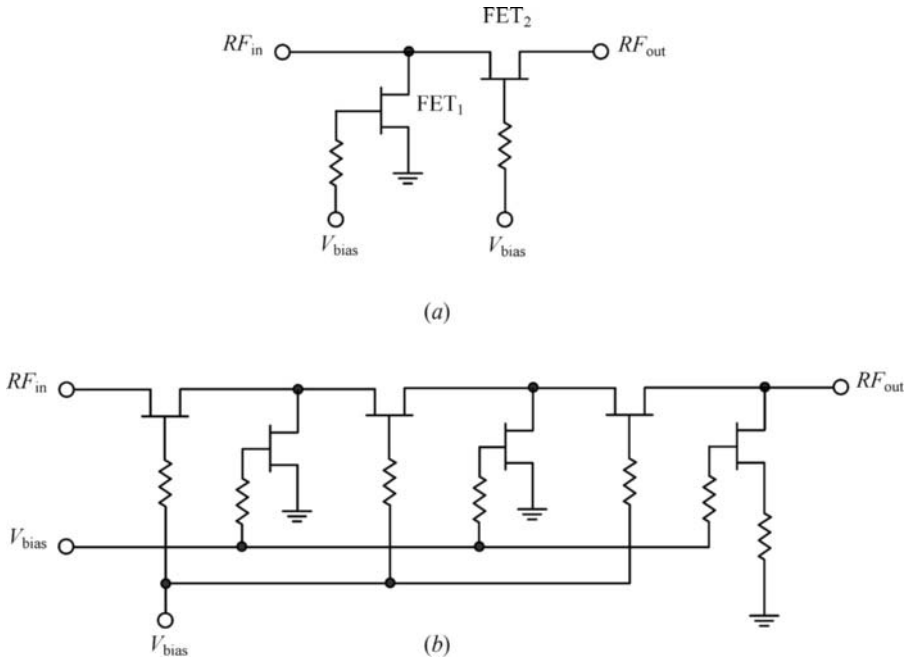 FET2
RFin
RFout
FET1
Vbias
Vbias
(a)
RFin
RFout
Vbias
Vbias
(b)